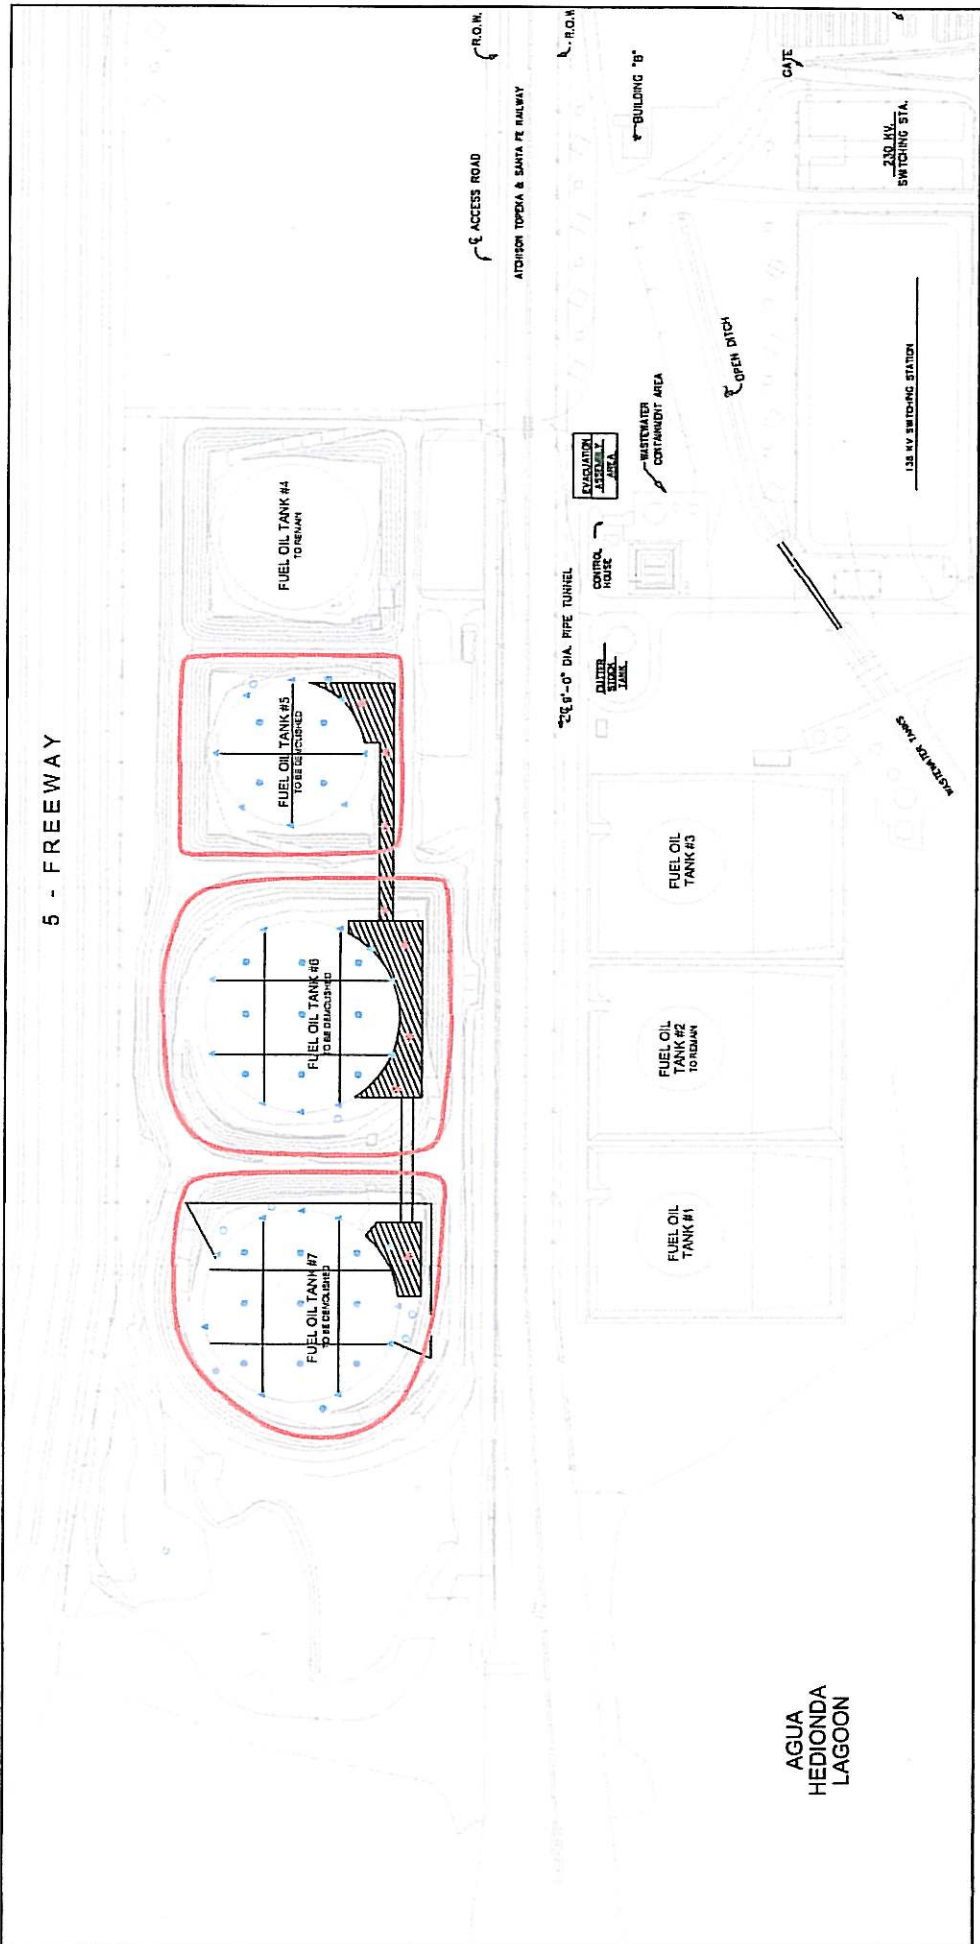 5 - FREEWAY
FUEL OIL TANK #7
TO BE DEMOLISHED
FUEL OIL TANK #6
TO BE DEMOLISHED
FUEL OIL TANK #5
TO BE DEMOLISHED
FUEL OIL TANK #4
TO REMAIN
℄ ACCESS ROAD
R.O.W.
ATCHISON TOPEKA & SANTA FE RAILWAY
R.O.W
℄ 9'-0" DIA. PIPE TUNNEL
EVACUATION
ASSEMBLY
AREA
CONTROL
HOUSE
CUTTER
STOCK
TANK
WASTEWATER
CONTAINMENT AREA
BUILDING "B"
FUEL OIL
TANK #1
FUEL OIL
TANK #2
TO REMAIN
FUEL OIL
TANK #3
℄ OPEN DITCH
GATE
WASTEWATER TANKS
138 KV SWITCHING STATION
230 KV.
SWITCHING STA.
AGUA
HEDIONDA
LAGOON